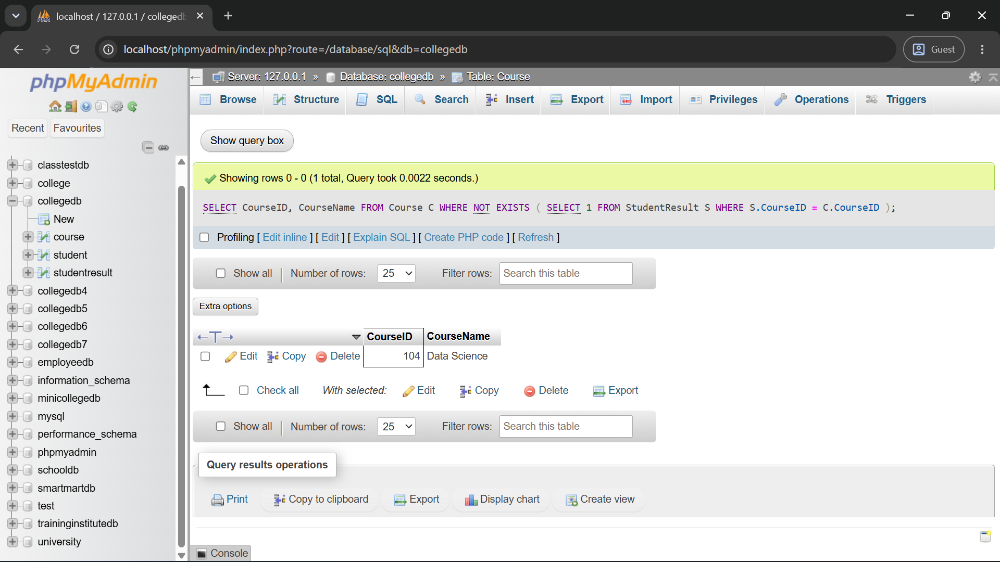 localhost / 127.0.0.1 / collegedb
localhost/phpmyadmin/index.php?route=/database/sql&db=collegedb
Guest
phpMyAdmin
Recent Favourites
classtestdb
college
collegedb
New
course
student
studentresult
collegedb4
collegedb5
collegedb6
collegedb7
employeedb
information_schema
minicollegedb
mysql
performance_schema
phpmyadmin
schooldb
smartmartdb
test
traininginstitutedb
university
Server: 127.0.0.1 » Database: collegedb » Table: Course
Browse Structure SQL Search Insert Export Import Privileges Operations Triggers
Show query box
Showing rows 0 - 0 (1 total, Query took 0.0022 seconds.)
SELECT CourseID, CourseName FROM Course C WHERE NOT EXISTS ( SELECT 1 FROM StudentResult S WHERE S.CourseID = C.CourseID );
Profiling [ Edit inline ] [ Edit ] [ Explain SQL ] [ Create PHP code ] [ Refresh ]
Show all | Number of rows: 25 Filter rows: Search this table
Extra options
←T→ CourseID CourseName
Edit Copy Delete 104 Data Science
Check all With selected: Edit Copy Delete Export
Show all | Number of rows: 25 Filter rows: Search this table
Query results operations
Print Copy to clipboard Export Display chart Create view
Console